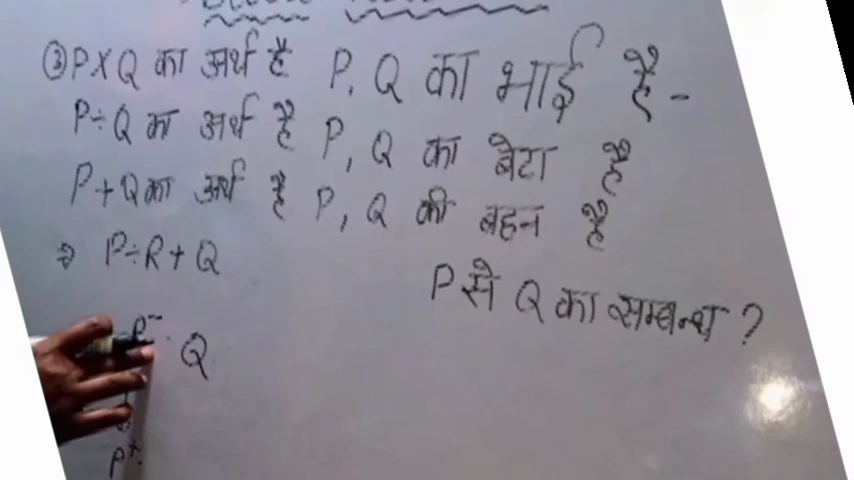 ③ P×Q का अर्थ है P, Q का भाई है -
P÷Q का अर्थ है P, Q का बेटा है
P+Q का अर्थ है P, Q की बहन है
⇒ P÷R+Q
P से Q का सम्बन्ध ?
R⁻ Q
P⁺